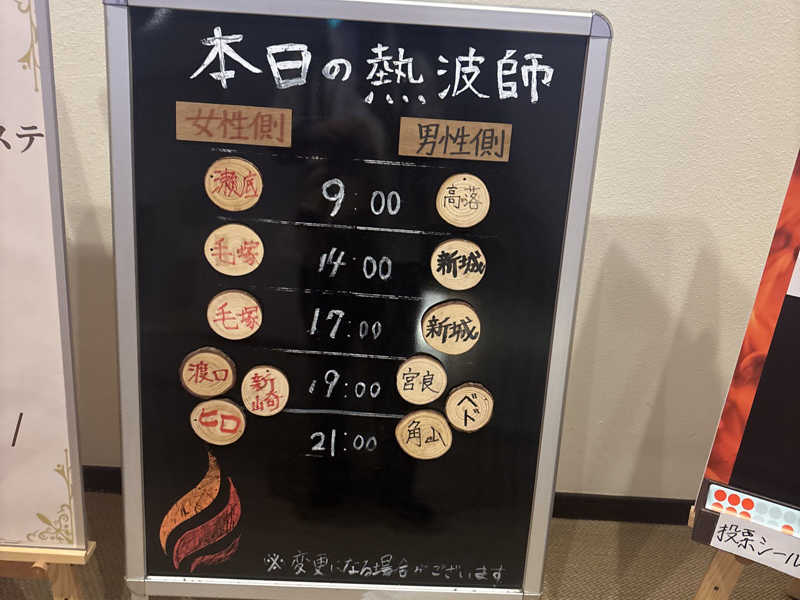 ステ
本日の熱波師
女性側 男性側
瀬底 9:00 高落
毛塚 14:00 新城
毛塚 17:00 新城
渡口 新崎 19:00 宮良 ベド
ヒロ 21:00 角山
※変更になる場合がございます
/
投票シール